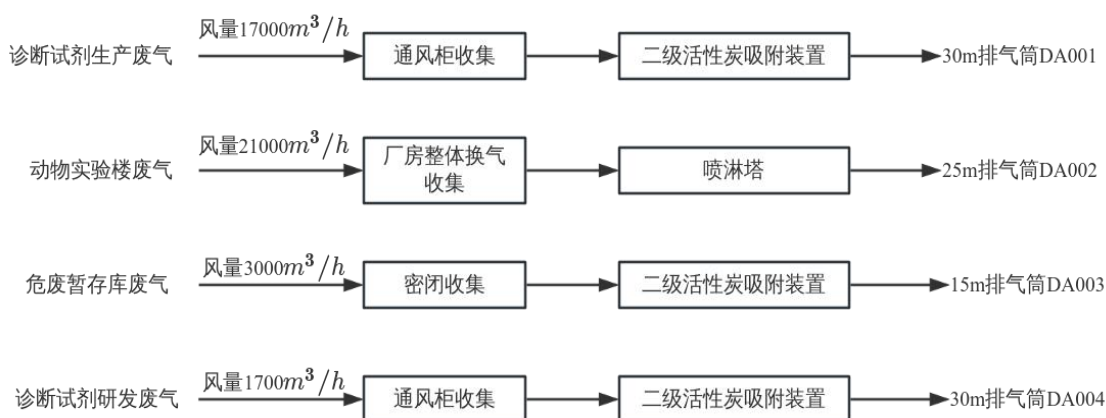 诊断试剂生产废气 风量17000m³/h 通风柜收集 二级活性炭吸附装置 30m排气筒DA001
动物实验楼废气 风量21000m³/h 厂房整体换气
收集 喷淋塔 25m排气筒DA002
危废暂存库废气 风量3000m³/h 密闭收集 二级活性炭吸附装置 15m排气筒DA003
诊断试剂研发废气 风量1700m³/h 通风柜收集 二级活性炭吸附装置 30m排气筒DA004